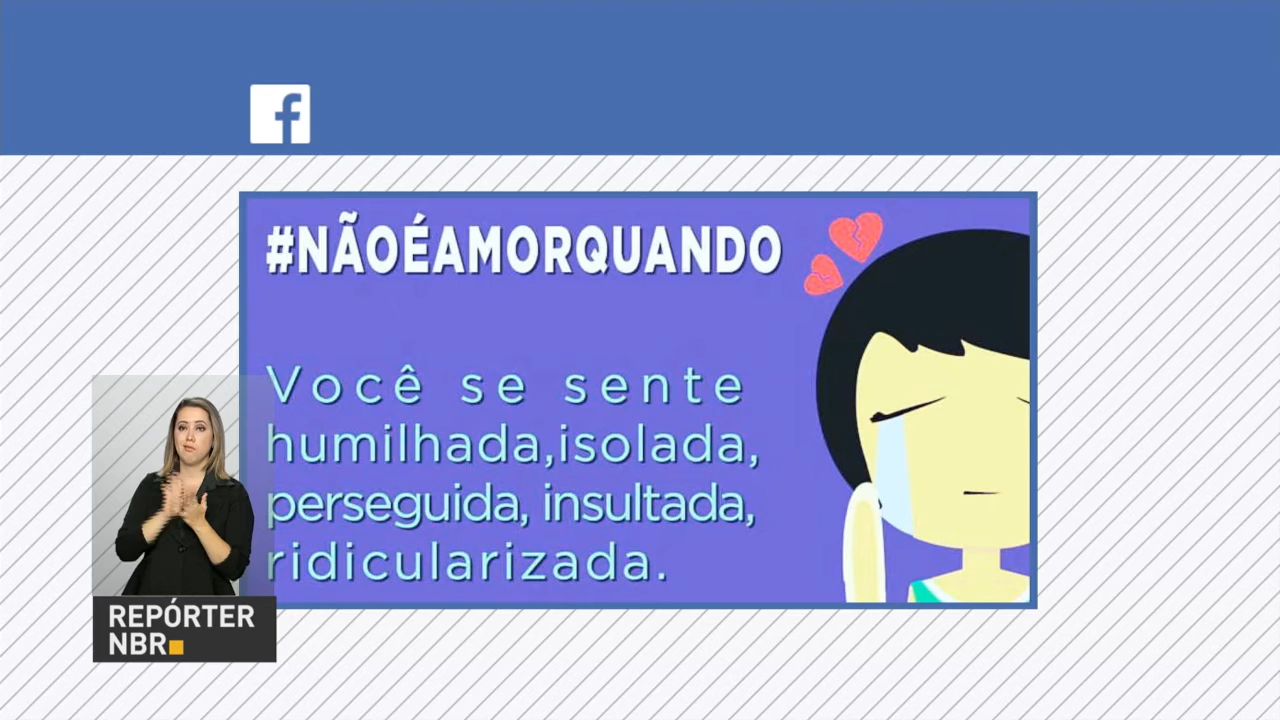 f
#NÃOÉAMORQUANDO
Você se sente
humilhada,isolada,
perseguida, insultada,
ridicularizada.
REPÓRTER
NBR